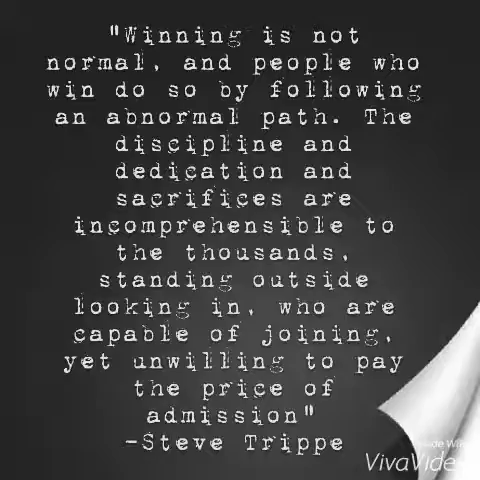 "Winning is not
normal, and people who
win do so by following
an abnormal path. The
discipline and
dedication and
sacrifices are
incomprehensible to
the thousands,
standing outside
looking in, who are
capable of joining,
yet unwilling to pay
the price of
admission"
-Steve Trippe
VivaVideo